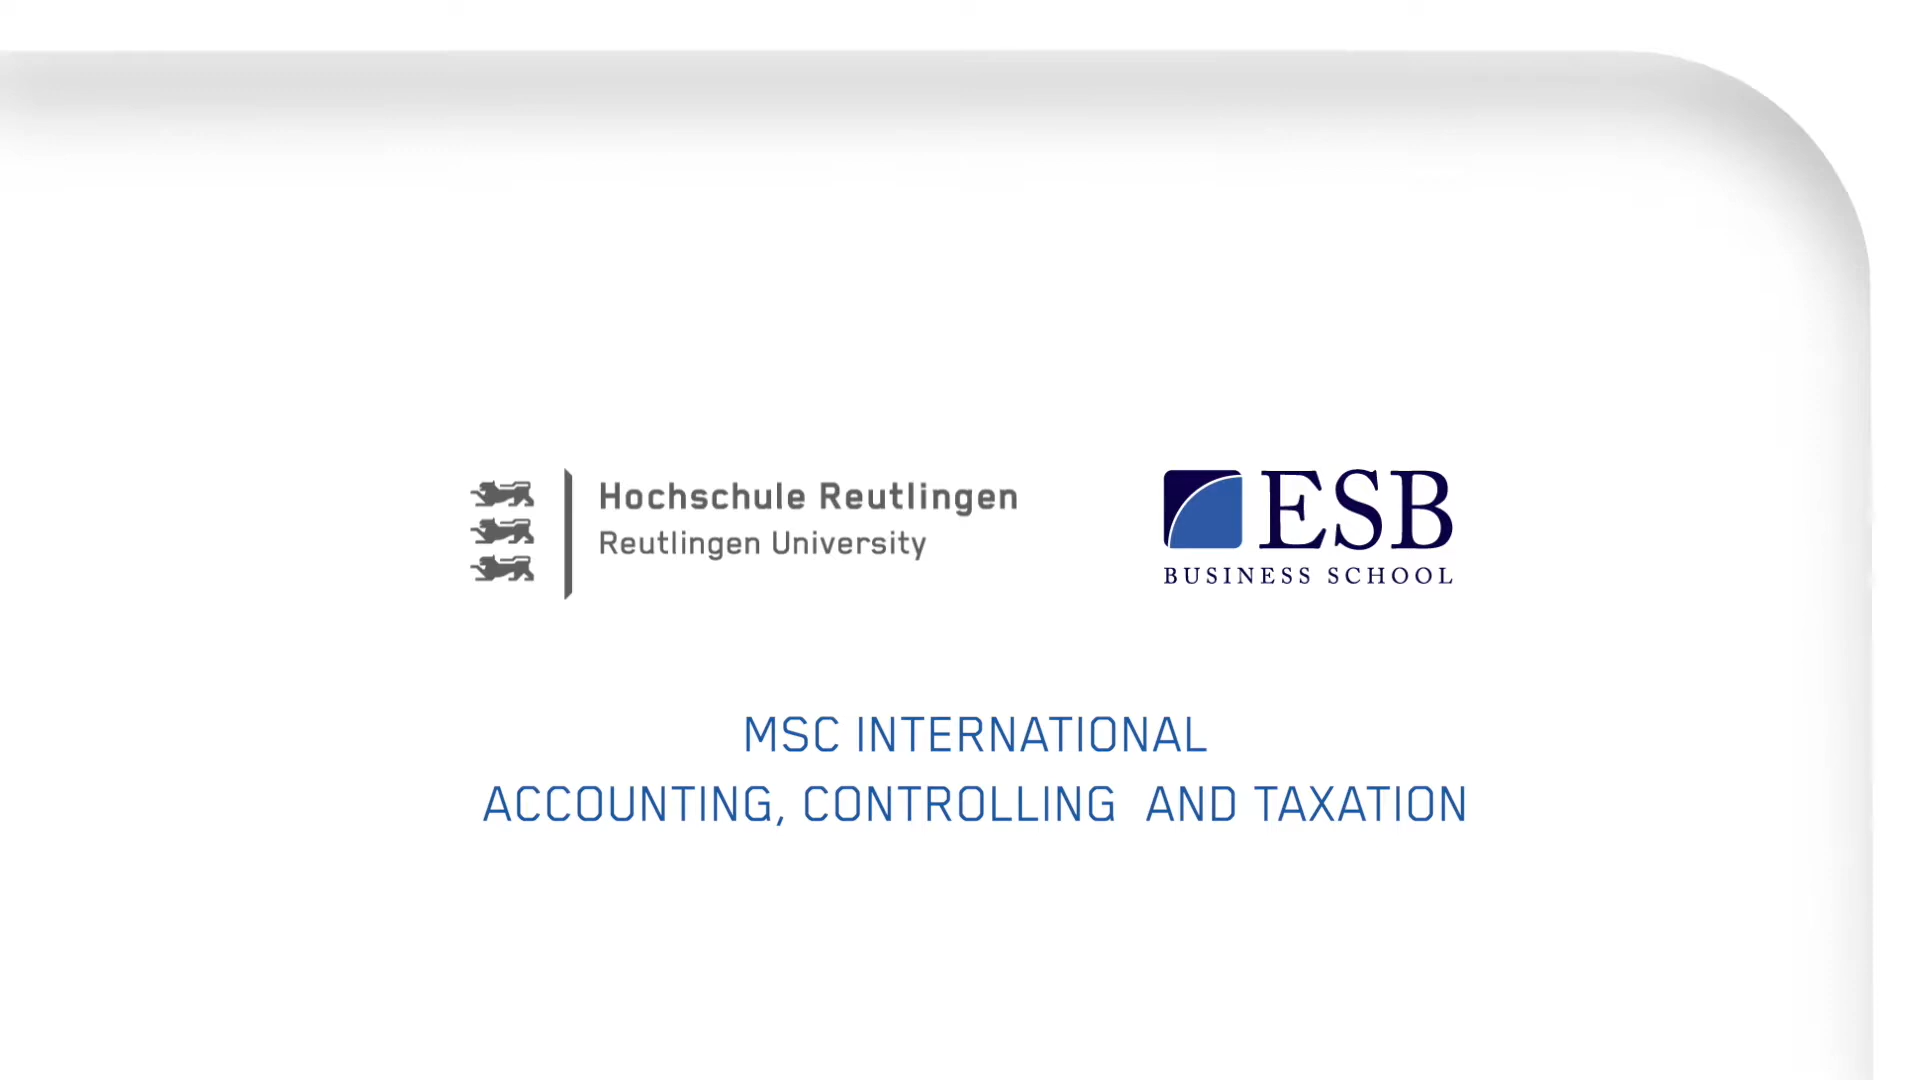 Hochschule Reutlingen
Reutlingen University
ESB
BUSINESS SCHOOL
MSC INTERNATIONAL
ACCOUNTING, CONTROLLING AND TAXATION